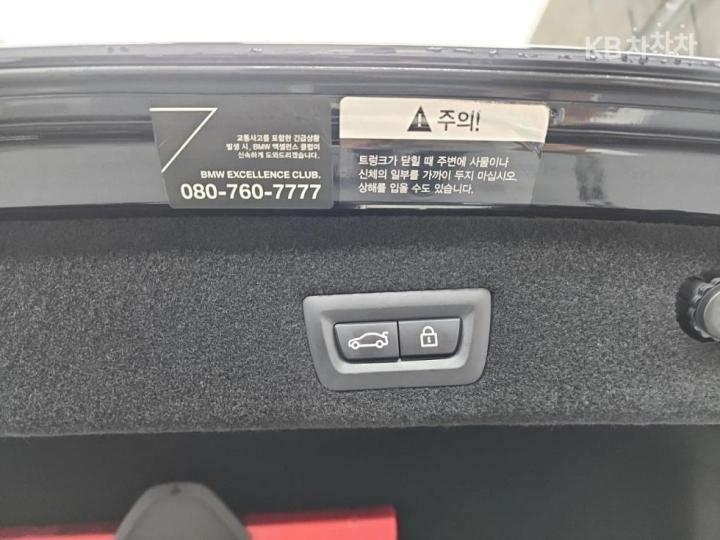 KB차차차
교통사고를 포함한 긴급상황
발생 시, BMW 엑셀런스 클럽이
신속하게 도와드리겠습니다.
BMW EXCELLENCE CLUB.
080-760-7777
주의!
트렁크가 닫힐 때 주변에 사물이나
신체의 일부를 가까이 두지 마십시오.
상해를 입을 수도 있습니다.